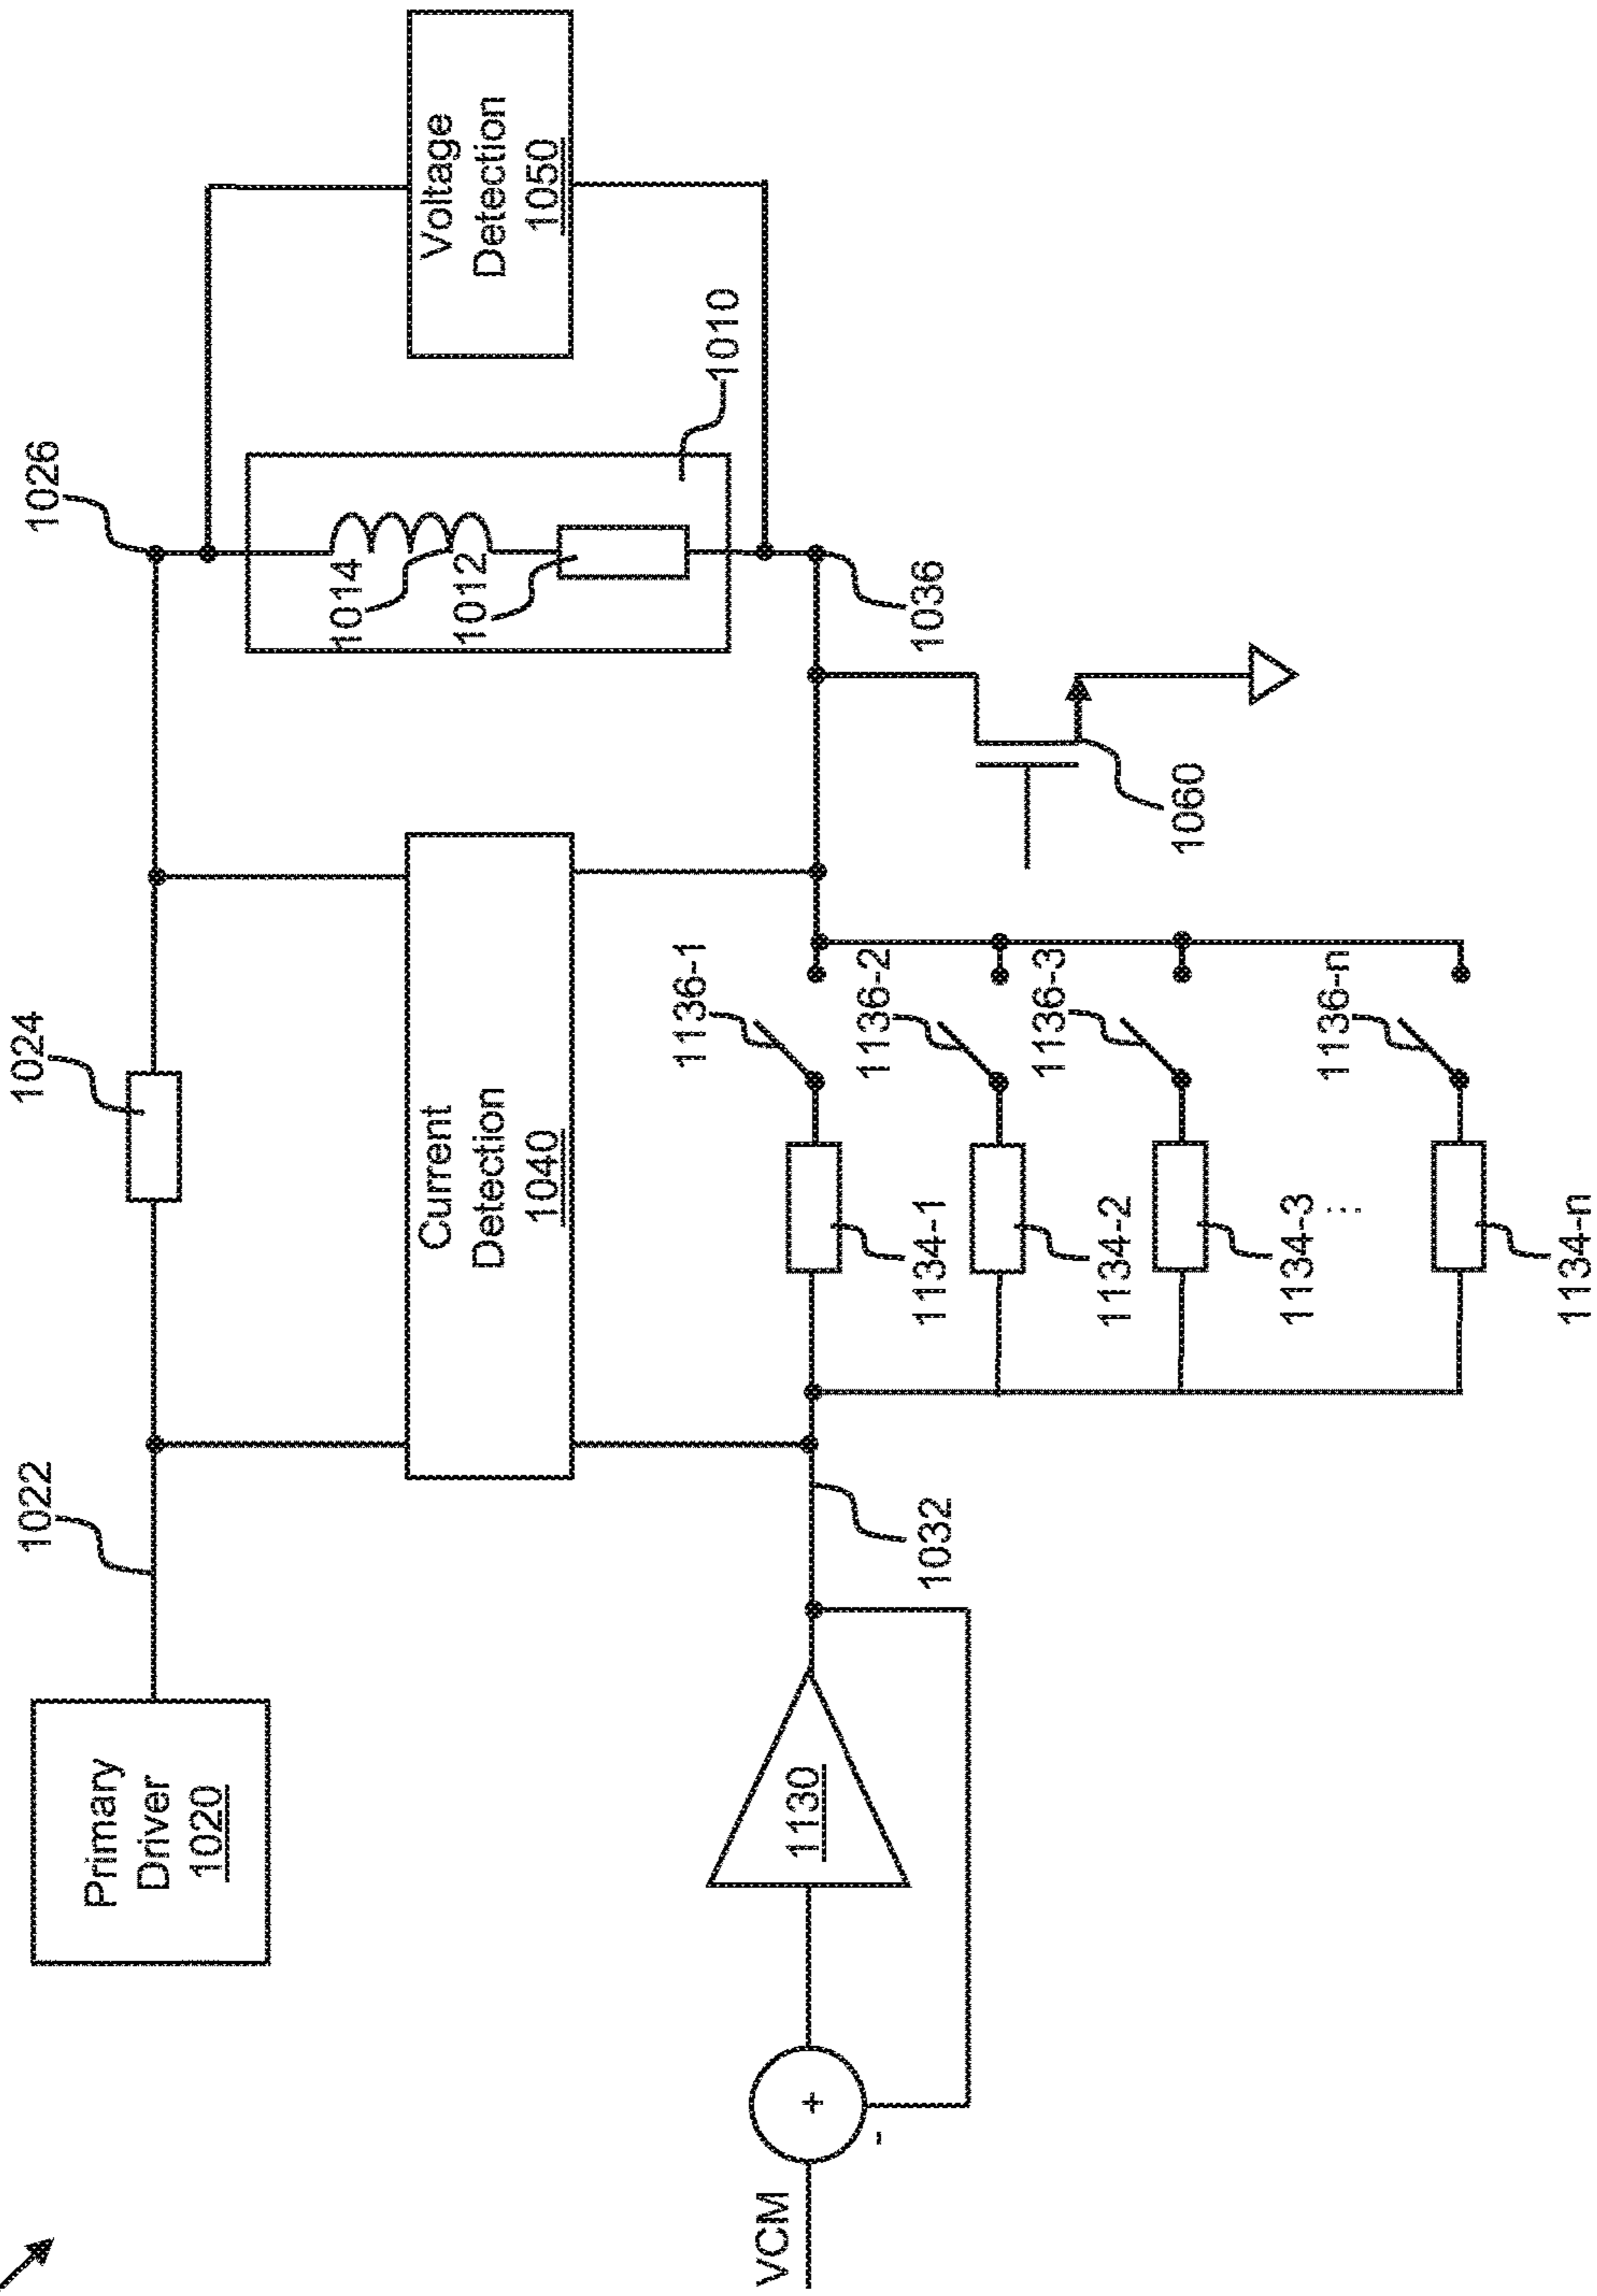 1022
1024
1026
Primary
Driver
1020
Current
Detection
1040
Voltage
Detection
1050
1014
1012
1010
1036
VCM
+
-
1130
1032
1136-1
1134-1
1136-2
1134-2
1136-3
1134-3
...
1136-n
1134-n
1060